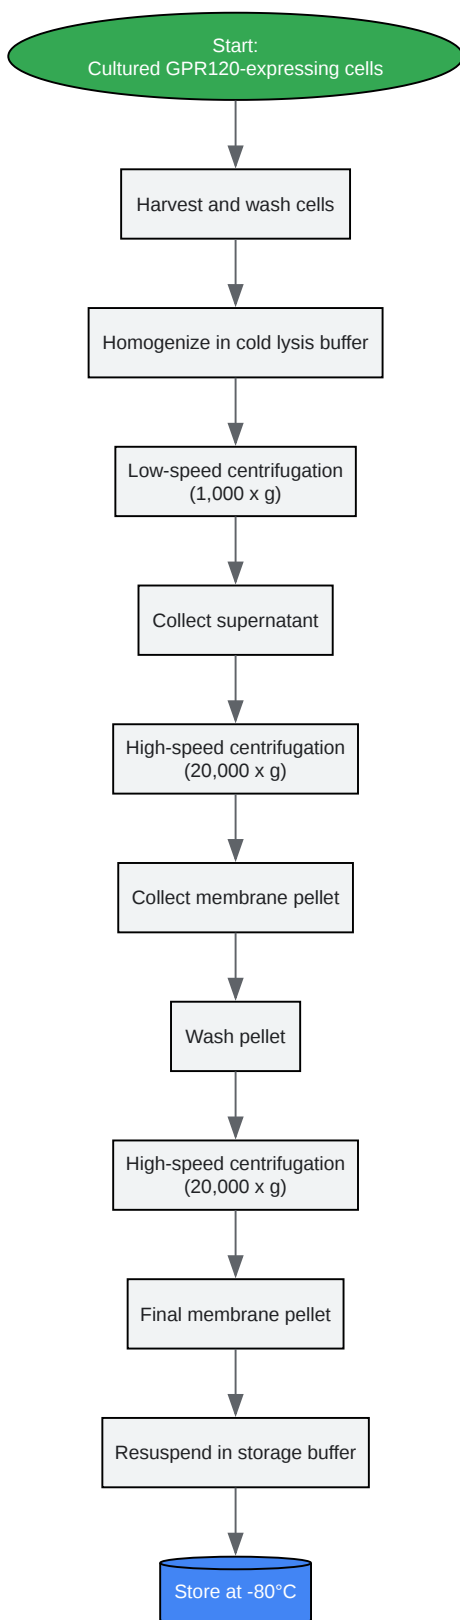 Start:
Cultured GPR120-expressing cells
Harvest and wash cells
Homogenize in cold lysis buffer
Low-speed centrifugation
(1,000 x g)
Collect supernatant
High-speed centrifugation
(20,000 x g)
Collect membrane pellet
Wash pellet
High-speed centrifugation
(20,000 x g)
Final membrane pellet
Resuspend in storage buffer
Store at -80°C